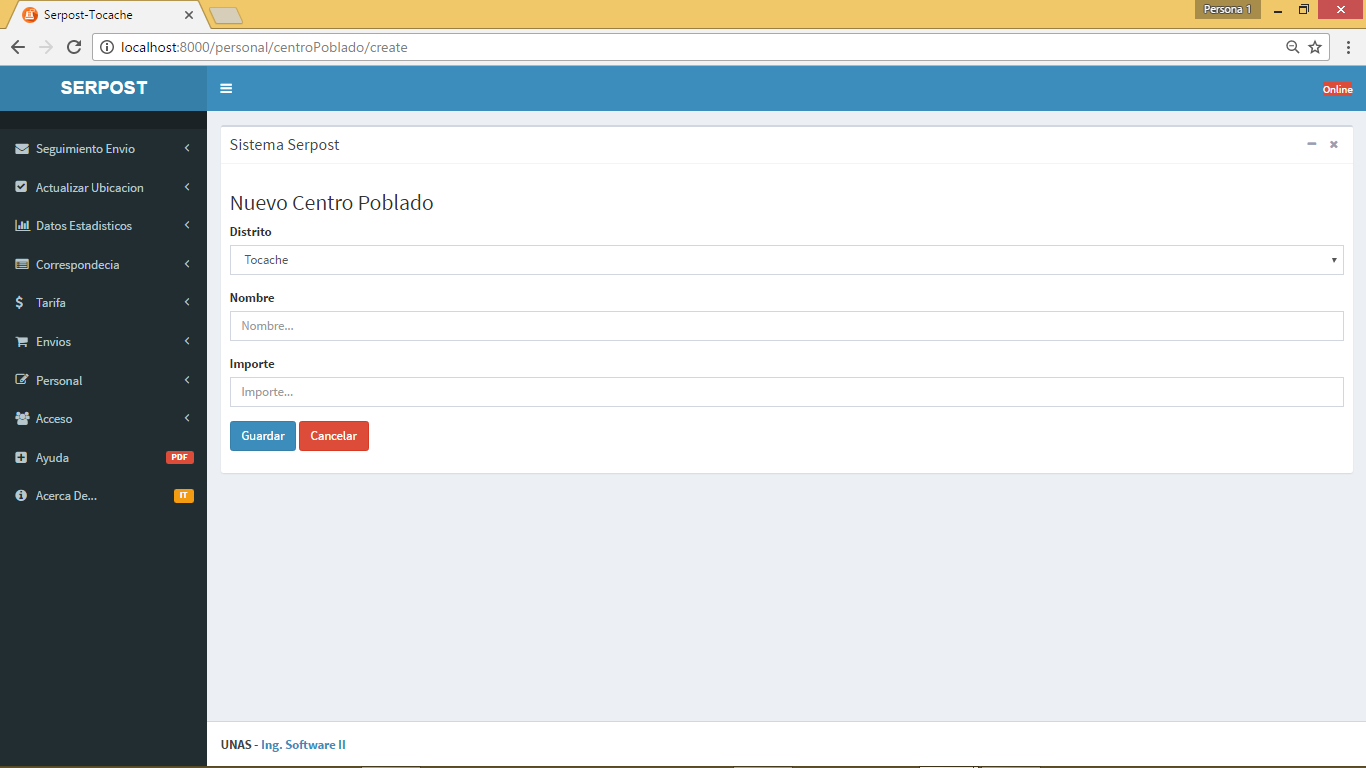 Serpost-Tocache
Persona 1
localhost:8000/personal/centroPoblado/create
SERPOST
Online
Seguimiento Envio
Actualizar Ubicacion
Datos Estadisticos
Correspondecia
Tarifa
Envios
Personal
Acceso
Ayuda PDF
Acerca De... IT
Sistema Serpost
Nuevo Centro Poblado
Distrito
Tocache
Nombre
Nombre...
Importe
Importe...
Guardar Cancelar
UNAS - Ing. Software II